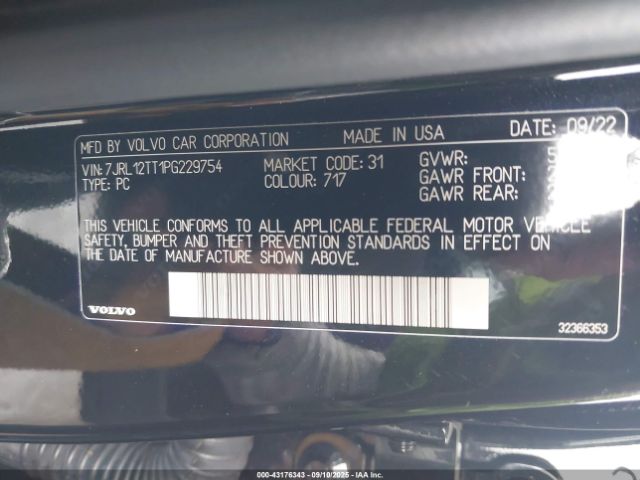 MFD BY VOLVO CAR CORPORATION MADE IN USA DATE: 09/22
VIN: 7JRL12TT1PG229754 MARKET CODE: 31 GVWR: 5
TYPE: PC COLOUR: 717 GAWR FRONT:
GAWR REAR:
THIS VEHICLE CONFORMS TO ALL APPLICABLE FEDERAL MOTOR VEHICLE
SAFETY, BUMPER AND THEFT PREVENTION STANDARDS IN EFFECT ON
THE DATE OF MANUFACTURE SHOWN ABOVE.
VOLVO 32366353
000-43176343 - 09/10/2025 - IAA Inc.